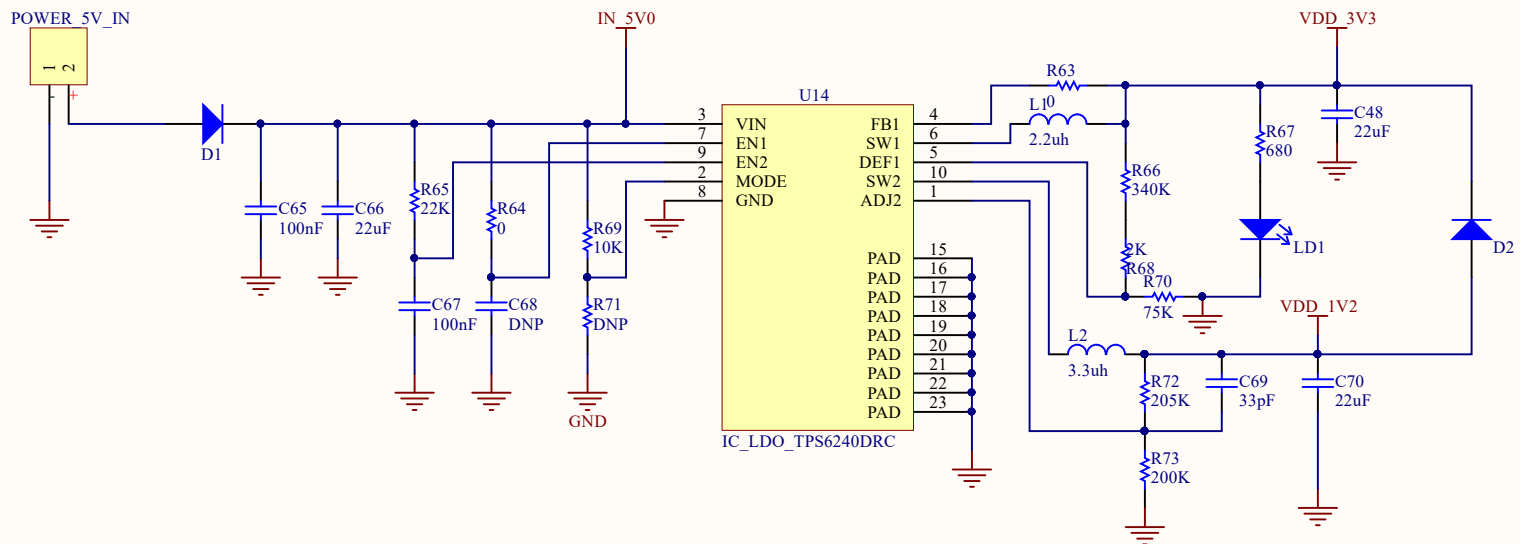 POWER_5V_IN
IN_5V0
VDD_3V3
1
2
-
+
D1
U14
R63
0
L1
2.2uh
3
VIN
7
EN1
9
EN2
2
MODE
8
GND
4
FB1
6
SW1
5
DEF1
10
SW2
1
ADJ2
C48
22uF
R67
680
R66
340K
R65
22K
R64
0
C65
100nF
C66
22uF
R69
10K
2K
R68
LD1
D2
15
PAD
16
PAD
17
PAD
18
PAD
19
PAD
20
PAD
21
PAD
22
PAD
23
PAD
R70
75K
C67
100nF
C68
DNP
R71
DNP
VDD_1V2
L2
3.3uh
R72
205K
C69
33pF
C70
22uF
GND
IC_LDO_TPS6240DRC
R73
200K